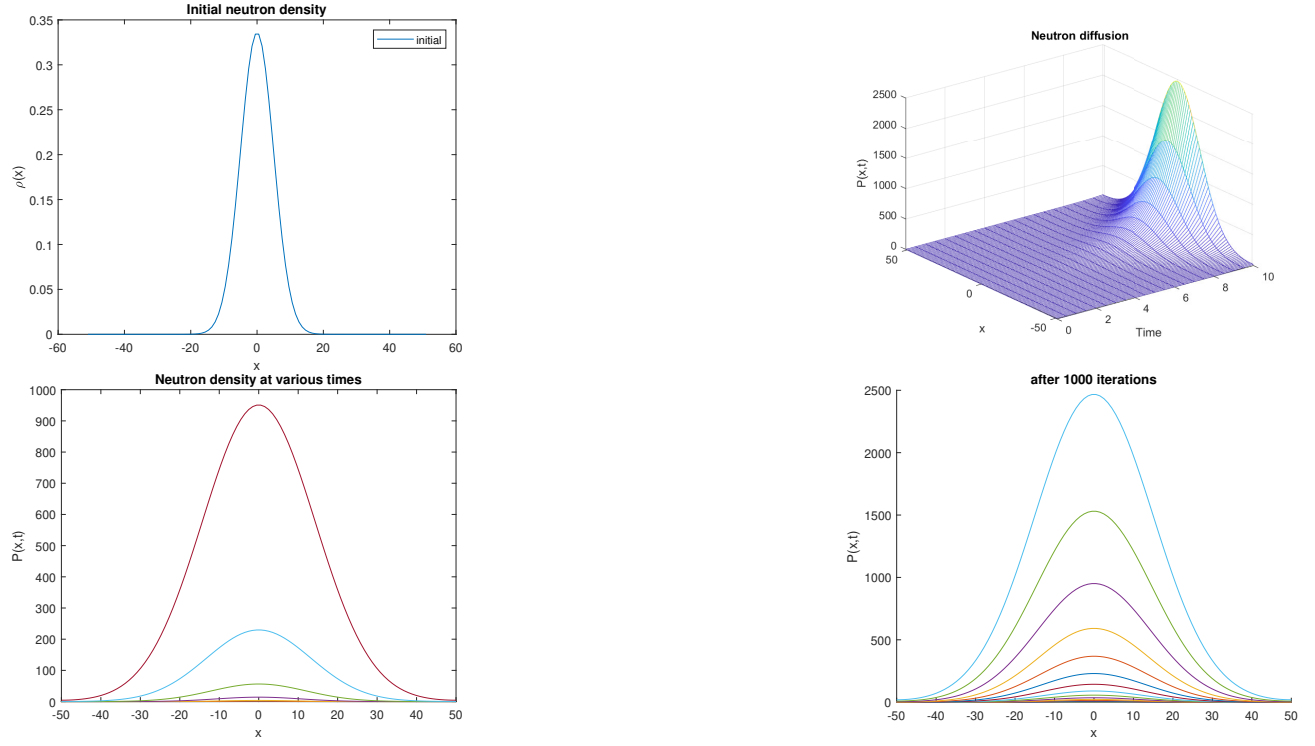 Initial neutron density
0.35
0.3
0.25
0.2
0.15
0.1
0.05
0
ρ(x)
initial
-60 -40 -20 0 20 40 60
x
Neutron diffusion
2500
2000
1500
1000
500
0
P(x,t)
50
0
-50
x
0 2 4 6 8 10
Time
Neutron density at various times
1000
900
800
700
600
500
400
300
200
100
0
P(x,t)
-50 -40 -30 -20 -10 0 10 20 30 40 50
x
after 1000 iterations
2500
2000
1500
1000
500
0
P(x,t)
-50 -40 -30 -20 -10 0 10 20 30 40 50
x